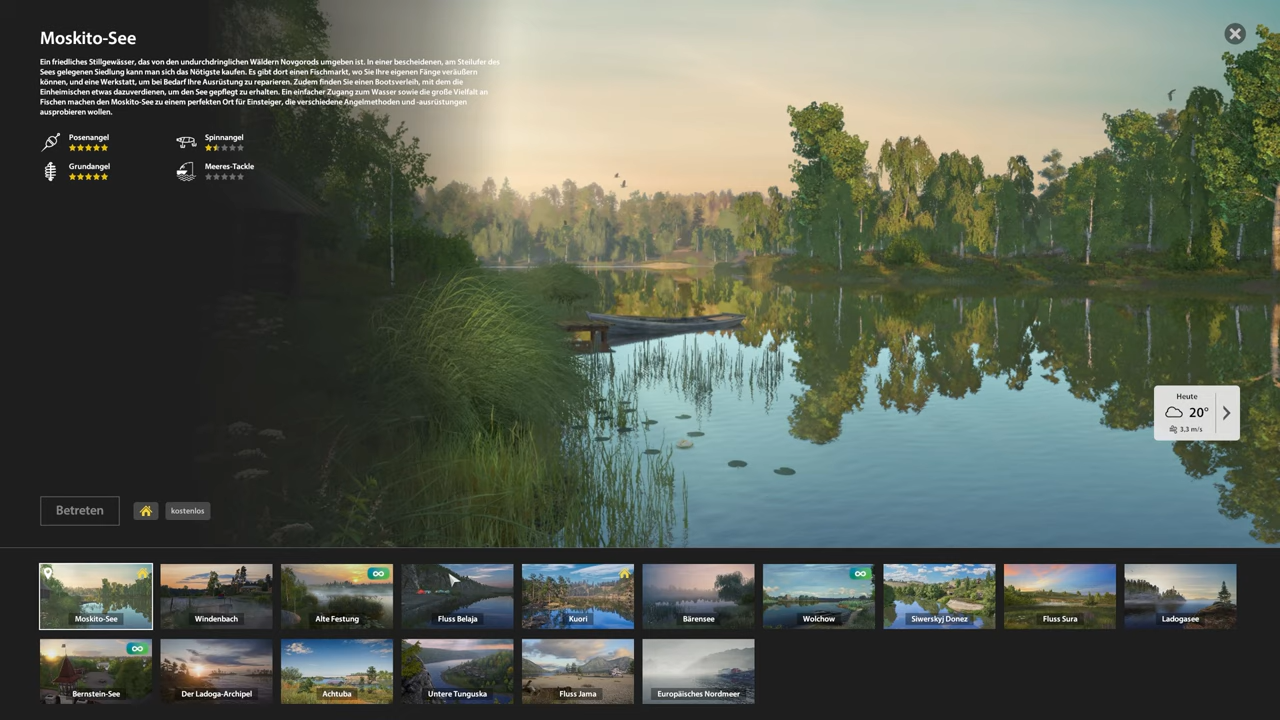 Moskito-See
Ein friedliches Stillgewässer, das von den undurchdringlichen Wäldern Novgorods umgeben ist. In einer bescheidenen, am Steilufer des
Sees gelegenen Siedlung kann man sich das Nötigste kaufen. Es gibt dort einen Fischmarkt, wo Sie Ihre eigenen Fänge veräußern
können, und eine Werkstatt, um bei Bedarf Ihre Ausrüstung zu reparieren. Zudem finden Sie einen Bootsverleih, mit dem die
Einheimischen etwas dazuverdienen, um den See gepflegt zu erhalten. Ein einfacher Zugang zum Wasser sowie die große Vielfalt an
Fischen machen den Moskito-See zu einem perfekten Ort für Einsteiger, die verschiedene Angelmethoden und -ausrüstungen
ausprobieren wollen.
Posenangel
Spinnangel
Grundangel
Meeres-Tackle
Heute
20°
3,3 m/s
Betreten
kostenlos
Moskito-See
Windenbach
Alte Festung
Fluss Belaja
Kuori
Bärensee
Wolchow
Siwerskyj Donez
Fluss Sura
Ladogasee
Bernstein-See
Der Ladoga-Archipel
Achtuba
Untere Tunguska
Fluss Jama
Europäisches Nordmeer